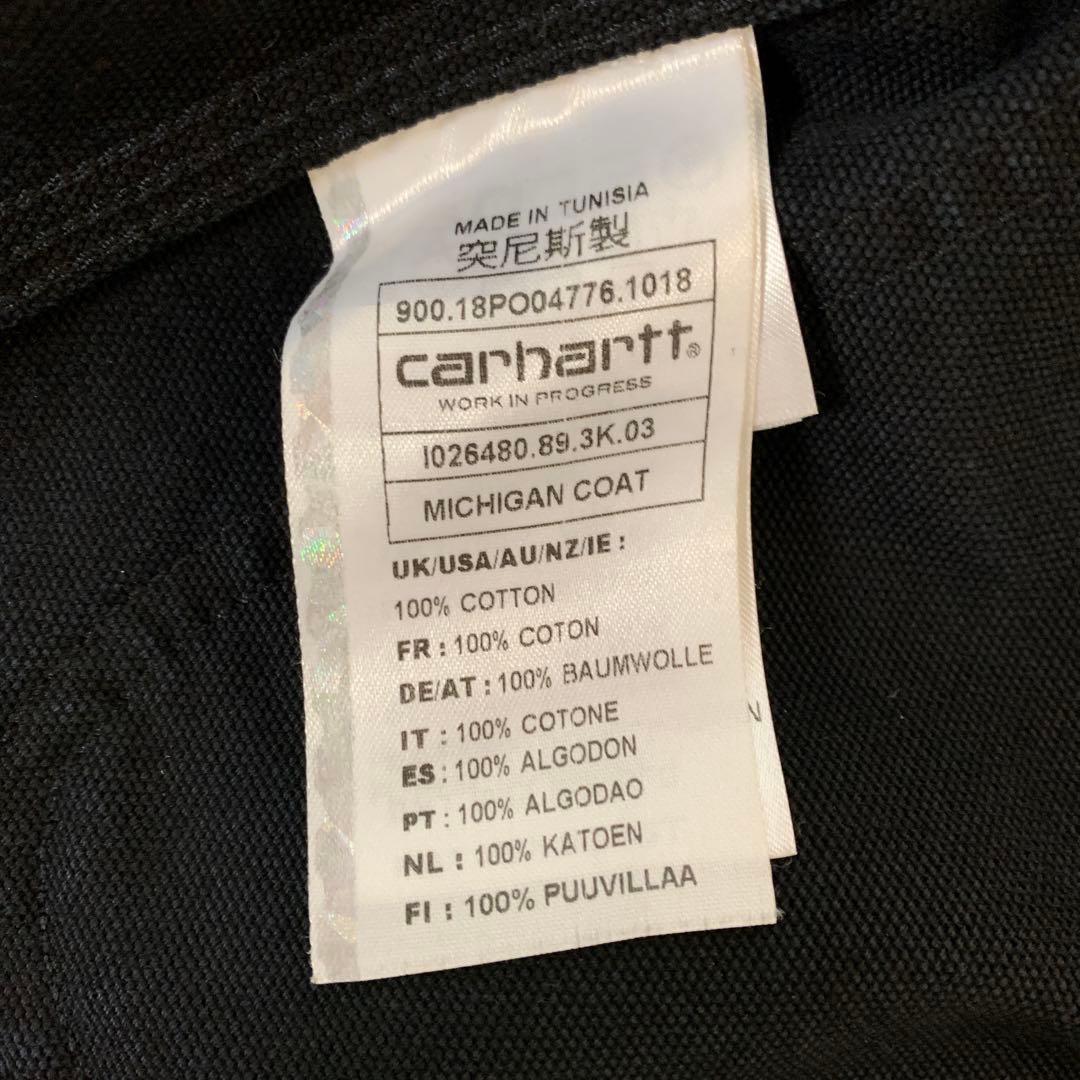 MADE IN TUNISIA
突尼斯製
900.18PO04776.1018
carhartt®
WORK IN PROGRESS
I026480.89.3K.03
MICHIGAN COAT
UK/USA/AU/NZ/IE :
100% COTTON
FR : 100% COTON
DE/AT : 100% BAUMWOLLE
IT : 100% COTONE
ES : 100% ALGODON
PT : 100% ALGODAO
NL : 100% KATOEN
FI : 100% PUUVILLAA